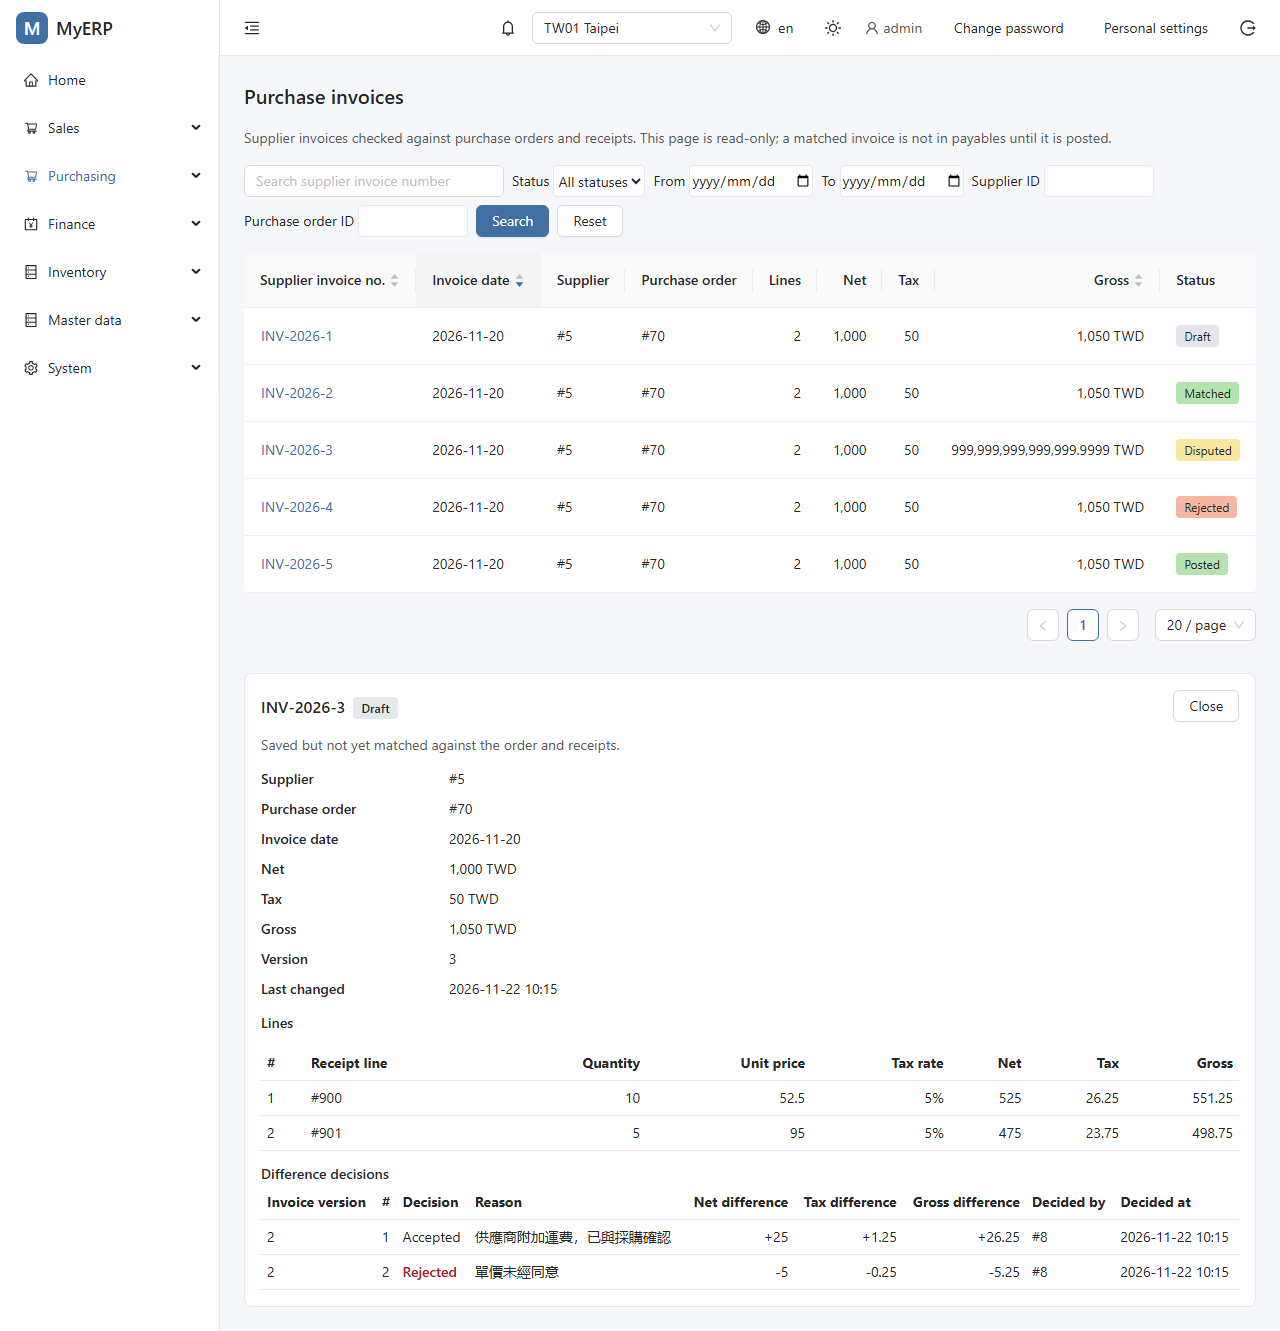 M MyERP
TW01 Taipei en admin Change password Personal settings
Home
Sales
Purchasing
Finance
Inventory
Master data
System
Purchase invoices
Supplier invoices checked against purchase orders and receipts. This page is read-only; a matched invoice is not in payables until it is posted.
Search supplier invoice number Status All statuses From yyyy/mm/dd To yyyy/mm/dd Supplier ID
Purchase order ID Search Reset
Supplier invoice no. Invoice date Supplier Purchase order Lines Net Tax Gross Status
INV-2026-1 2026-11-20 #5 #70 2 1,000 50 1,050 TWD Draft
INV-2026-2 2026-11-20 #5 #70 2 1,000 50 1,050 TWD Matched
INV-2026-3 2026-11-20 #5 #70 2 1,000 50 999,999,999,999,999.9999 TWD Disputed
INV-2026-4 2026-11-20 #5 #70 2 1,000 50 1,050 TWD Rejected
INV-2026-5 2026-11-20 #5 #70 2 1,000 50 1,050 TWD Posted
< 1 > 20 / page
INV-2026-3 Draft Close
Saved but not yet matched against the order and receipts.
Supplier #5
Purchase order #70
Invoice date 2026-11-20
Net 1,000 TWD
Tax 50 TWD
Gross 1,050 TWD
Version 3
Last changed 2026-11-22 10:15
Lines
# Receipt line Quantity Unit price Tax rate Net Tax Gross
1 #900 10 52.5 5% 525 26.25 551.25
2 #901 5 95 5% 475 23.75 498.75
Difference decisions
Invoice version # Decision Reason Net difference Tax difference Gross difference Decided by Decided at
2 1 Accepted 供應商附加運費，已與採購確認 +25 +1.25 +26.25 #8 2026-11-22 10:15
2 2 Rejected 單價未經同意 -5 -0.25 -5.25 #8 2026-11-22 10:15